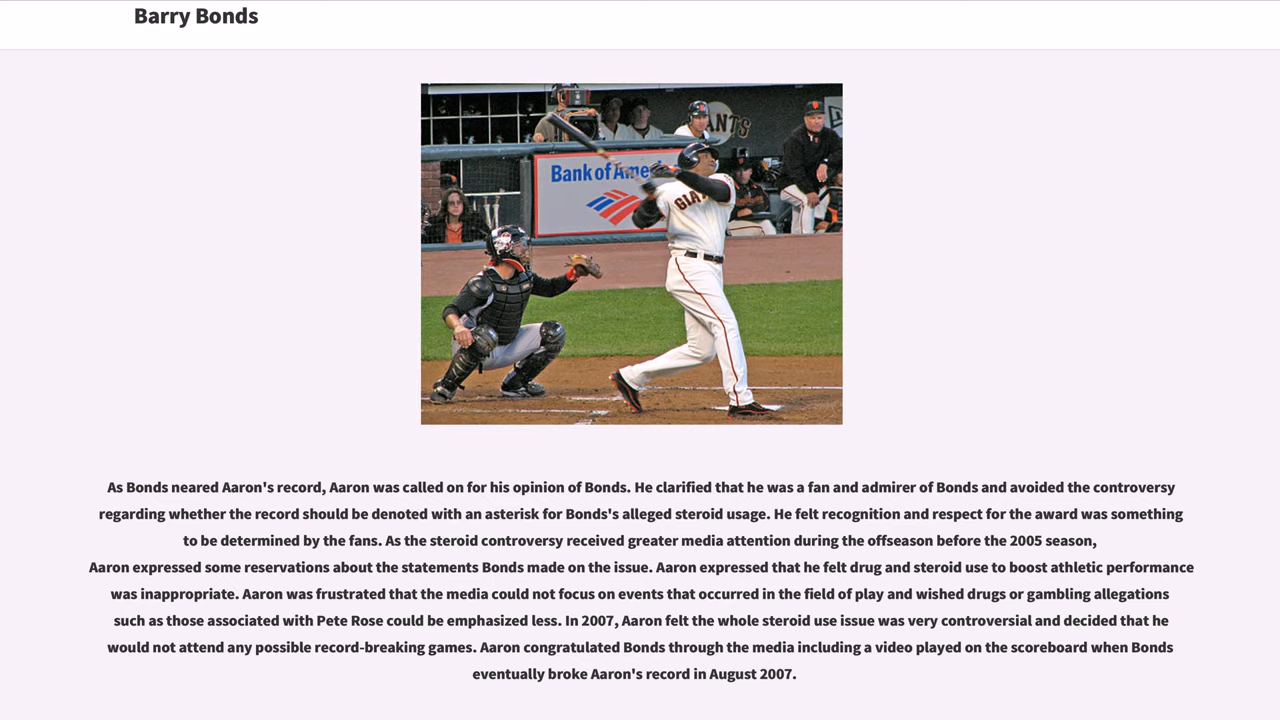 Barry Bonds
ANTS
Bank of Ame
GIA
As Bonds neared Aaron's record, Aaron was called on for his opinion of Bonds. He clarified that he was a fan and admirer of Bonds and avoided the controversy
regarding whether the record should be denoted with an asterisk for Bonds's alleged steroid usage. He felt recognition and respect for the award was something
to be determined by the fans. As the steroid controversy received greater media attention during the offseason before the 2005 season,
Aaron expressed some reservations about the statements Bonds made on the issue. Aaron expressed that he felt drug and steroid use to boost athletic performance
was inappropriate. Aaron was frustrated that the media could not focus on events that occurred in the field of play and wished drugs or gambling allegations
such as those associated with Pete Rose could be emphasized less. In 2007, Aaron felt the whole steroid use issue was very controversial and decided that he
would not attend any possible record-breaking games. Aaron congratulated Bonds through the media including a video played on the scoreboard when Bonds
eventually broke Aaron's record in August 2007.